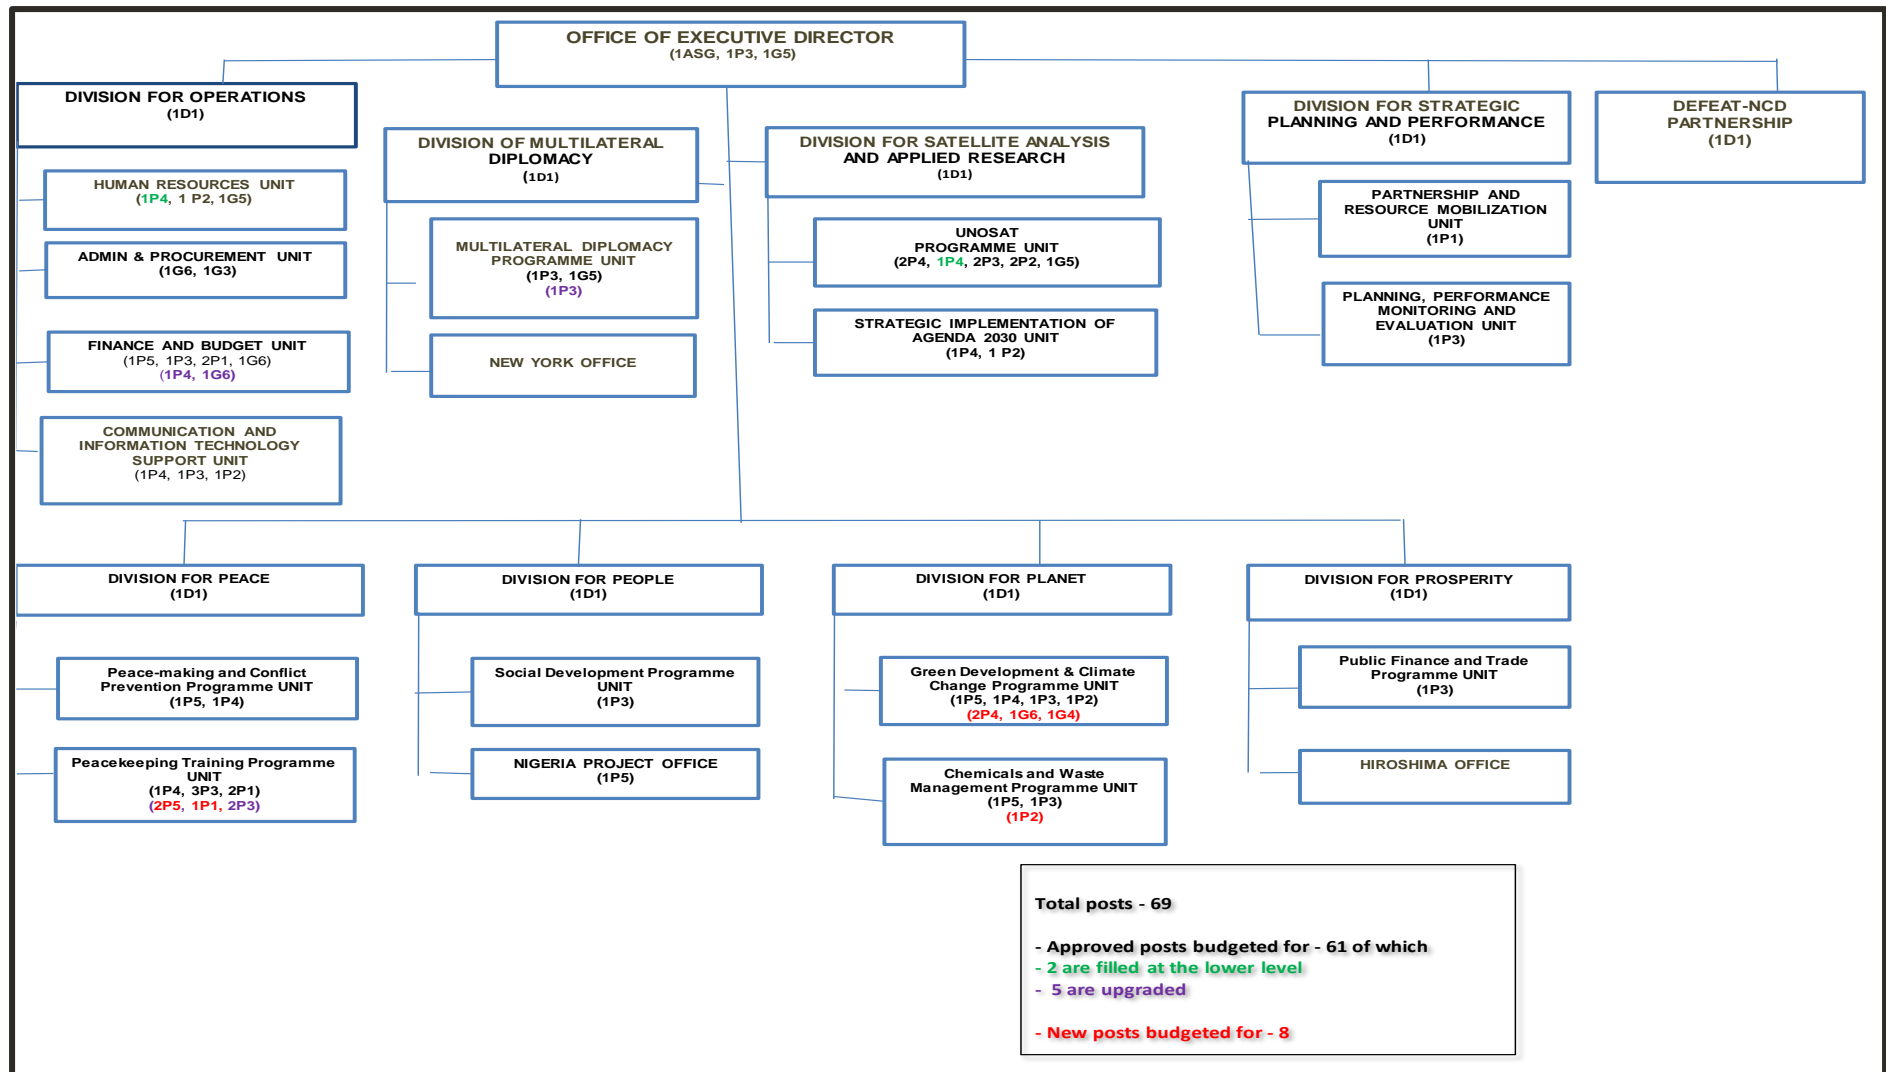 OFFICE OF EXECUTIVE DIRECTOR
(1ASG, 1P3, 1G5)
DIVISION FOR OPERATIONS
(1D1)
HUMAN RESOURCES UNIT
(1P4, 1 P2, 1G5)
ADMIN & PROCUREMENT UNIT
(1G6, 1G3)
FINANCE AND BUDGET UNIT
(1P5, 1P3, 2P1, 1G6)
(1P4, 1G6)
COMMUNICATION AND
INFORMATION TECHNOLOGY
SUPPORT UNIT
(1P4, 1P3, 1P2)
DIVISION OF MULTILATERAL
DIPLOMACY
(1D1)
MULTILATERAL DIPLOMACY
PROGRAMME UNIT
(1P3, 1G5)
(1P3)
NEW YORK OFFICE
DIVISION FOR SATELLITE ANALYSIS
AND APPLIED RESEARCH
(1D1)
UNOSAT
PROGRAMME UNIT
(2P4, 1P4, 2P3, 2P2, 1G5)
STRATEGIC IMPLEMENTATION OF
AGENDA 2030 UNIT
(1P4, 1 P2)
DIVISION FOR STRATEGIC
PLANNING AND PERFORMANCE
(1D1)
PARTNERSHIP AND
RESOURCE MOBILIZATION
UNIT
(1P1)
PLANNING, PERFORMANCE
MONITORING AND
EVALUATION UNIT
(1P3)
DEFEAT-NCD
PARTNERSHIP
(1D1)
DIVISION FOR PEACE
(1D1)
Peace-making and Conflict
Prevention Programme UNIT
(1P5, 1P4)
Peacekeeping Training Programme
UNIT
(1P4, 3P3, 2P1)
(2P5, 1P1, 2P3)
DIVISION FOR PEOPLE
(1D1)
Social Development Programme
UNIT
(1P3)
NIGERIA PROJECT OFFICE
(1P5)
DIVISION FOR PLANET
(1D1)
Green Development & Climate
Change Programme UNIT
(1P5, 1P4, 1P3, 1P2)
(2P4, 1G6, 1G4)
Chemicals and Waste
Management Programme UNIT
(1P5, 1P3)
(1P2)
DIVISION FOR PROSPERITY
(1D1)
Public Finance and Trade
Programme UNIT
(1P3)
HIROSHIMA OFFICE
Total posts - 69
- Approved posts budgeted for - 61 of which
- 2 are filled at the lower level
- 5 are upgraded
- New posts budgeted for - 8